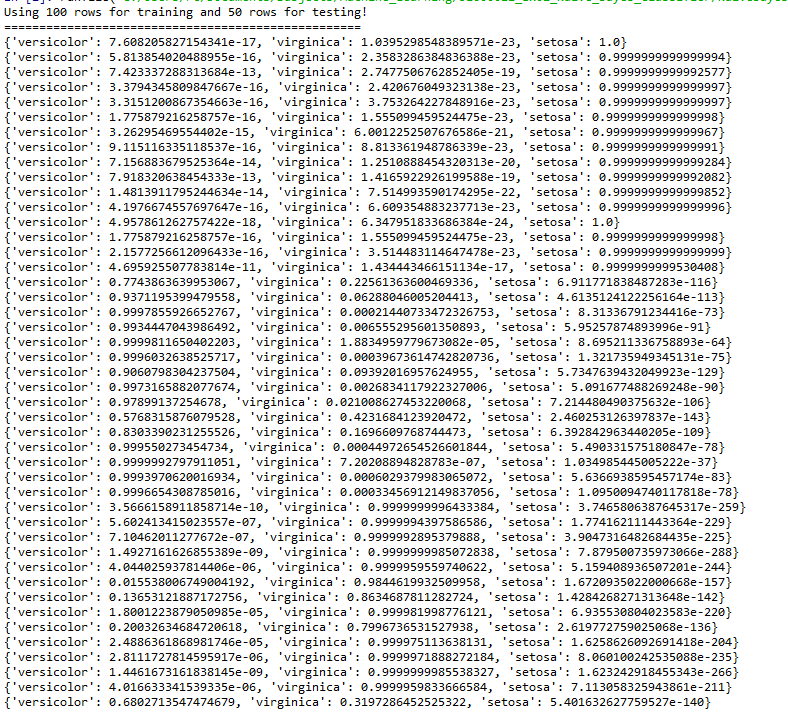 Using 100 rows for training and 50 rows for testing!
==================================================
{'versicolor': 7.608205827154341e-17, 'virginica': 1.0395298548389571e-23, 'setosa': 1.0}
{'versicolor': 5.813854020488955e-16, 'virginica': 2.3583286384836388e-23, 'setosa': 0.9999999999999994}
{'versicolor': 7.423337288313684e-13, 'virginica': 2.7477506762852405e-19, 'setosa': 0.9999999999992577}
{'versicolor': 3.3794345809847667e-16, 'virginica': 2.420676049323138e-23, 'setosa': 0.9999999999999997}
{'versicolor': 3.3151200867354663e-16, 'virginica': 3.753264227848916e-23, 'setosa': 0.9999999999999997}
{'versicolor': 1.775879216258757e-16, 'virginica': 1.555099459524475e-23, 'setosa': 0.9999999999999998}
{'versicolor': 3.26295469554402e-15, 'virginica': 6.0012252507676586e-21, 'setosa': 0.9999999999999967}
{'versicolor': 9.115116335118537e-16, 'virginica': 8.813361948786339e-23, 'setosa': 0.9999999999999991}
{'versicolor': 7.156883679525364e-14, 'virginica': 1.2510888454320313e-20, 'setosa': 0.9999999999999284}
{'versicolor': 7.918320638454333e-13, 'virginica': 1.4165922926199588e-19, 'setosa': 0.9999999999992082}
{'versicolor': 1.4813911795244634e-14, 'virginica': 7.514993590174295e-22, 'setosa': 0.9999999999999852}
{'versicolor': 4.1976674557697647e-16, 'virginica': 6.609354883237713e-23, 'setosa': 0.9999999999999996}
{'versicolor': 4.957861262757422e-18, 'virginica': 6.347951833686384e-24, 'setosa': 1.0}
{'versicolor': 1.775879216258757e-16, 'virginica': 1.555099459524475e-23, 'setosa': 0.9999999999999998}
{'versicolor': 2.1577256612096433e-16, 'virginica': 3.514483114647478e-23, 'setosa': 0.9999999999999999}
{'versicolor': 4.695925507783814e-11, 'virginica': 1.434443466151134e-17, 'setosa': 0.9999999999530408}
{'versicolor': 0.7743863639953067, 'virginica': 0.22561363600469336, 'setosa': 6.911771838487283e-116}
{'versicolor': 0.9371195399479558, 'virginica': 0.06288046005204413, 'setosa': 4.6135124122256164e-113}
{'versicolor': 0.9997855926652767, 'virginica': 0.00021440733472326753, 'setosa': 8.31336791234416e-73}
{'versicolor': 0.9934447043986492, 'virginica': 0.006555295601350893, 'setosa': 5.95257874893996e-91}
{'versicolor': 0.9999811650402203, 'virginica': 1.8834959779673082e-05, 'setosa': 8.695211336758893e-64}
{'versicolor': 0.9996032638525717, 'virginica': 0.00039673614742820736, 'setosa': 1.321735949345131e-75}
{'versicolor': 0.9060798304237504, 'virginica': 0.09392016957624955, 'setosa': 5.7347639432049923e-129}
{'versicolor': 0.9973165882077674, 'virginica': 0.0026834117922327006, 'setosa': 5.091677488269248e-90}
{'versicolor': 0.97899137254678, 'virginica': 0.021008627453220068, 'setosa': 7.214480490375632e-106}
{'versicolor': 0.5768315876079528, 'virginica': 0.4231684123920472, 'setosa': 2.460253126397837e-143}
{'versicolor': 0.8303390231255526, 'virginica': 0.1696609768744473, 'setosa': 6.392842963440205e-109}
{'versicolor': 0.999550273454734, 'virginica': 0.00044972654526601844, 'setosa': 5.490331575180847e-78}
{'versicolor': 0.9999992797911051, 'virginica': 7.20208894828783e-07, 'setosa': 1.034985445005222e-37}
{'versicolor': 0.9993970620016934, 'virginica': 0.0006029379983065072, 'setosa': 5.6366938595457174e-83}
{'versicolor': 0.9996654308785016, 'virginica': 0.00033456912149837056, 'setosa': 1.0950094740117818e-78}
{'versicolor': 3.5666158911858714e-10, 'virginica': 0.9999999996433384, 'setosa': 3.7465806387645317e-259}
{'versicolor': 5.602413415023557e-07, 'virginica': 0.9999994397586586, 'setosa': 1.774162111443364e-229}
{'versicolor': 7.10462011277672e-07, 'virginica': 0.9999992895379888, 'setosa': 3.9047316482684435e-225}
{'versicolor': 1.4927161626855389e-09, 'virginica': 0.9999999985072838, 'setosa': 7.879500735973066e-288}
{'versicolor': 4.044025937814406e-06, 'virginica': 0.9999959559740622, 'setosa': 5.159408936507201e-244}
{'versicolor': 0.015538006749004192, 'virginica': 0.9844619932509958, 'setosa': 1.6720935022000668e-157}
{'versicolor': 0.13653121887172756, 'virginica': 0.8634687811282724, 'setosa': 1.4284268271313648e-142}
{'versicolor': 1.8001223879050985e-05, 'virginica': 0.999981998776121, 'setosa': 6.935530804023583e-220}
{'versicolor': 0.20032634684720618, 'virginica': 0.7996736531527938, 'setosa': 2.619772759025068e-136}
{'versicolor': 2.4886361868981746e-05, 'virginica': 0.999975113638131, 'setosa': 1.6258626092691418e-204}
{'versicolor': 2.8111727814595917e-06, 'virginica': 0.9999971888272184, 'setosa': 8.060100242535088e-235}
{'versicolor': 1.4461673161838145e-09, 'virginica': 0.9999999985538327, 'setosa': 1.623242918455343e-266}
{'versicolor': 4.016633341539335e-06, 'virginica': 0.9999959833666584, 'setosa': 7.113058325943861e-211}
{'versicolor': 0.6802713547474679, 'virginica': 0.3197286452525322, 'setosa': 5.401632627759527e-140}